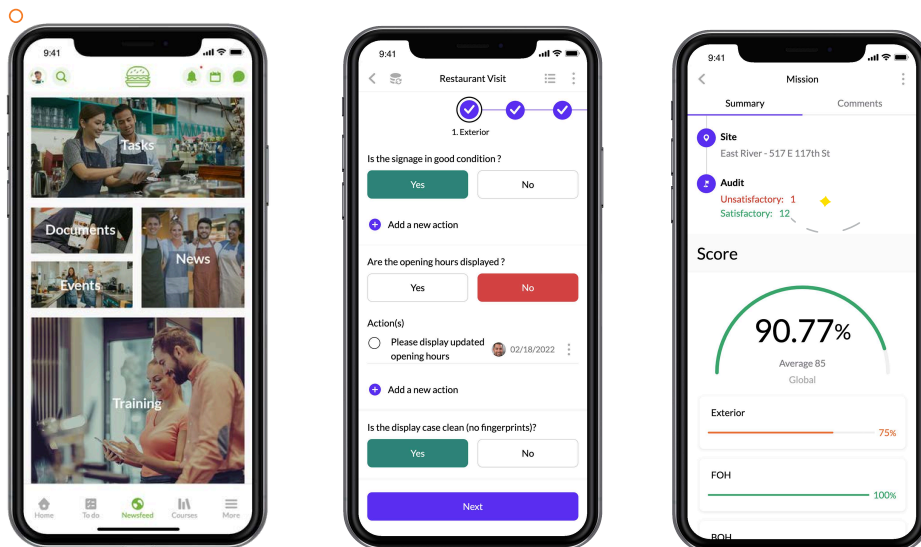 9:41
Tasks
Documents
News
Events
Training
Home
To do
Newsfeed
Courses
More
9:41
Restaurant Visit
1. Exterior
Is the signage in good condition ?
Yes
No
Add a new action
Are the opening hours displayed ?
Yes
No
Action(s)
Please display updated
opening hours
02/18/2022
Add a new action
Is the display case clean (no fingerprints)?
Yes
No
Next
9:41
Mission
Summary
Comments
Site
East River - 517 E 117th St
Audit
Unsatisfactory: 1
Satisfactory: 12
Score
90.77%
Average 85
Global
Exterior
75%
FOH
100%
BOH